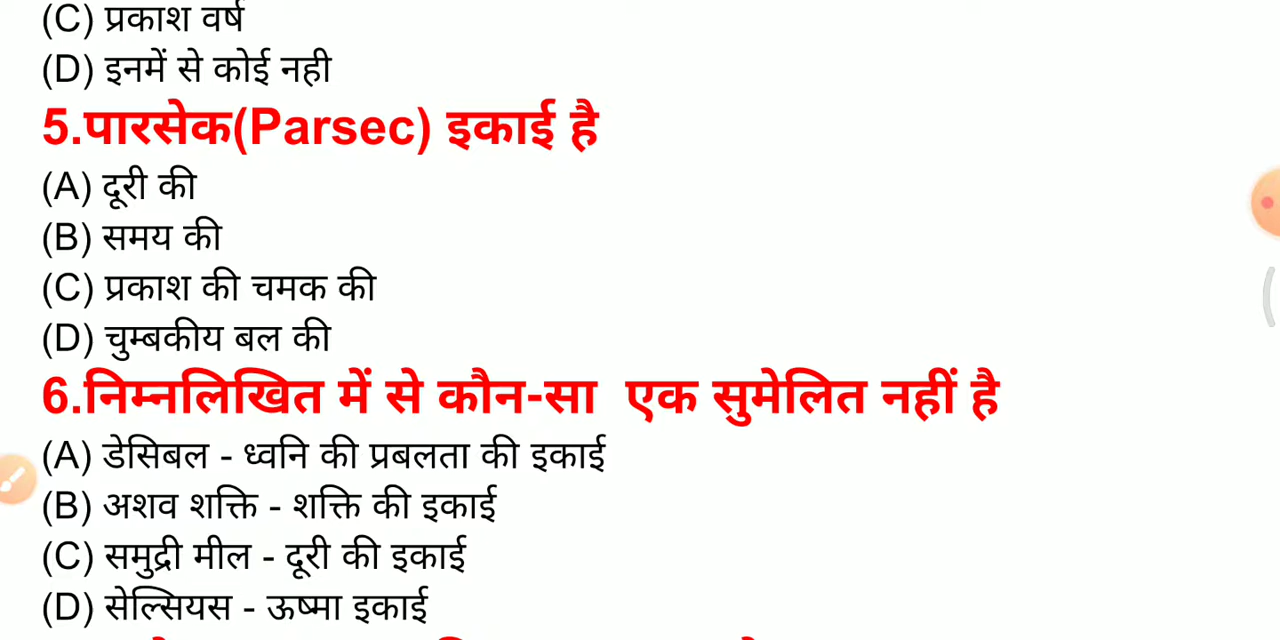 (C) प्रकाश वर्ष
(D) इनमें से कोई नही
5.पारसेक(Parsec) इकाई है
(A) दूरी की
(B) समय की
(C) प्रकाश की चमक की
(D) चुम्बकीय बल की
6.निम्नलिखित में से कौन-सा एक सुमेलित नहीं है
(A) डेसिबल - ध्वनि की प्रबलता की इकाई
(B) अशव शक्ति - शक्ति की इकाई
(C) समुद्री मील - दूरी की इकाई
(D) सेल्सियस - ऊष्मा इकाई